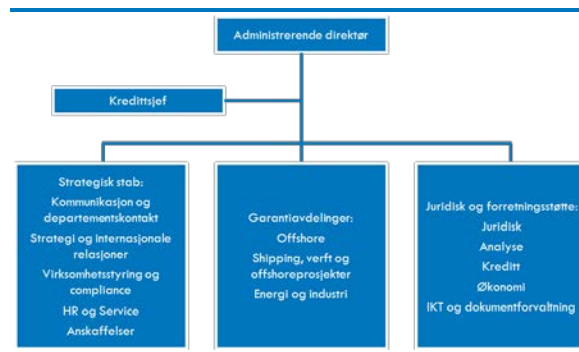 Administrerende direktør
Kredittsjef
Strategisk stab:
Kommunikasjon og
departementskontakt
Strategi og internasjonale
relasjoner
Virksomhetsstyring og
compliance
HR og Service
Anskaffelser
Garantiavdelinger:
Offshore
Shipping, verft og
offshoreprosjekter
Energi og industri
Juridisk og forretningsstøtte:
Juridisk
Analyse
Kreditt
Økonomi
IKT og dokumentforvaltning